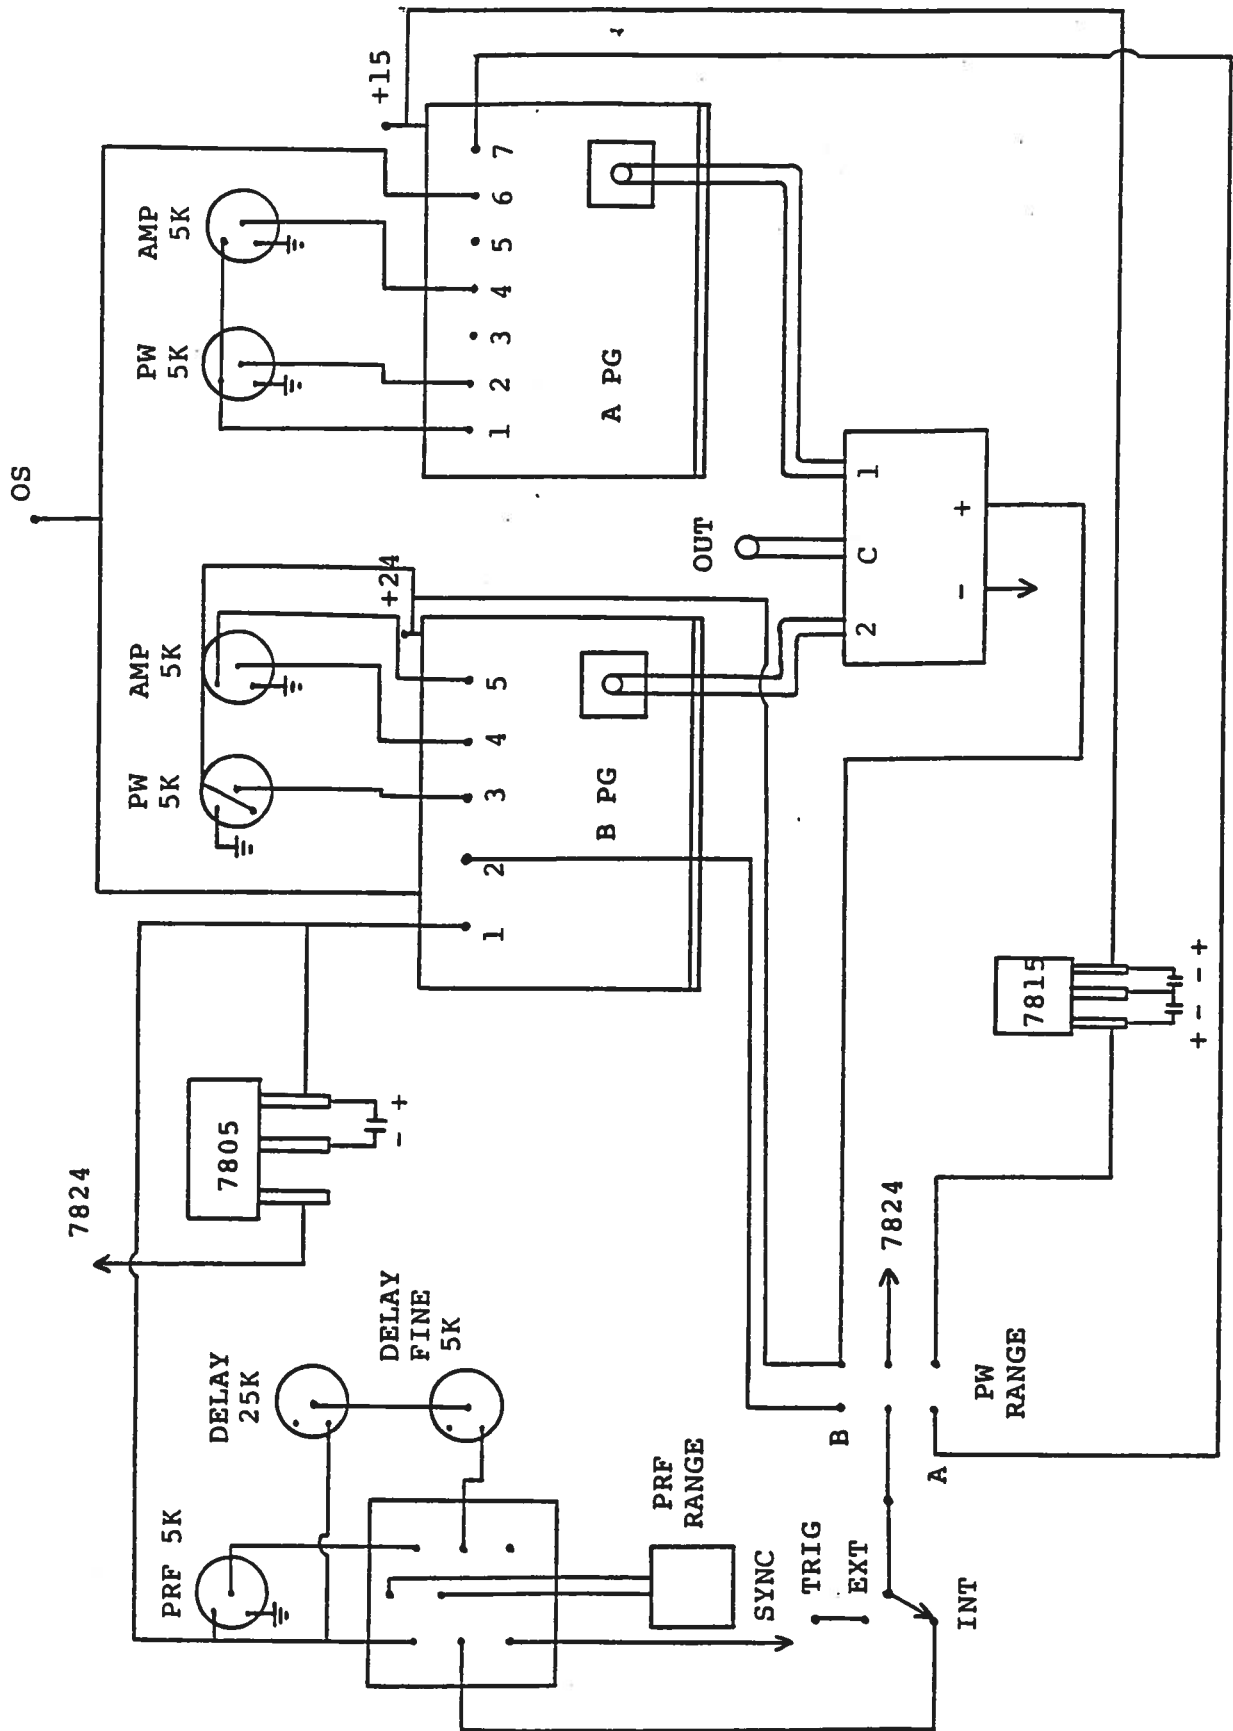 OS
+15
AMP
5K
PW
5K
7
6
5
4
3
2
1
A PG
+24
AMP
5K
PW
5K
5
4
3
2
1
B PG
OUT
1
C
2
+
-
7805
- +
7824
7815
+ - - +
DELAY
25K
DELAY
FINE
5K
PRF 5K
PRF
RANGE
SYNC
TRIG
EXT
INT
B
A
7824
PW
RANGE